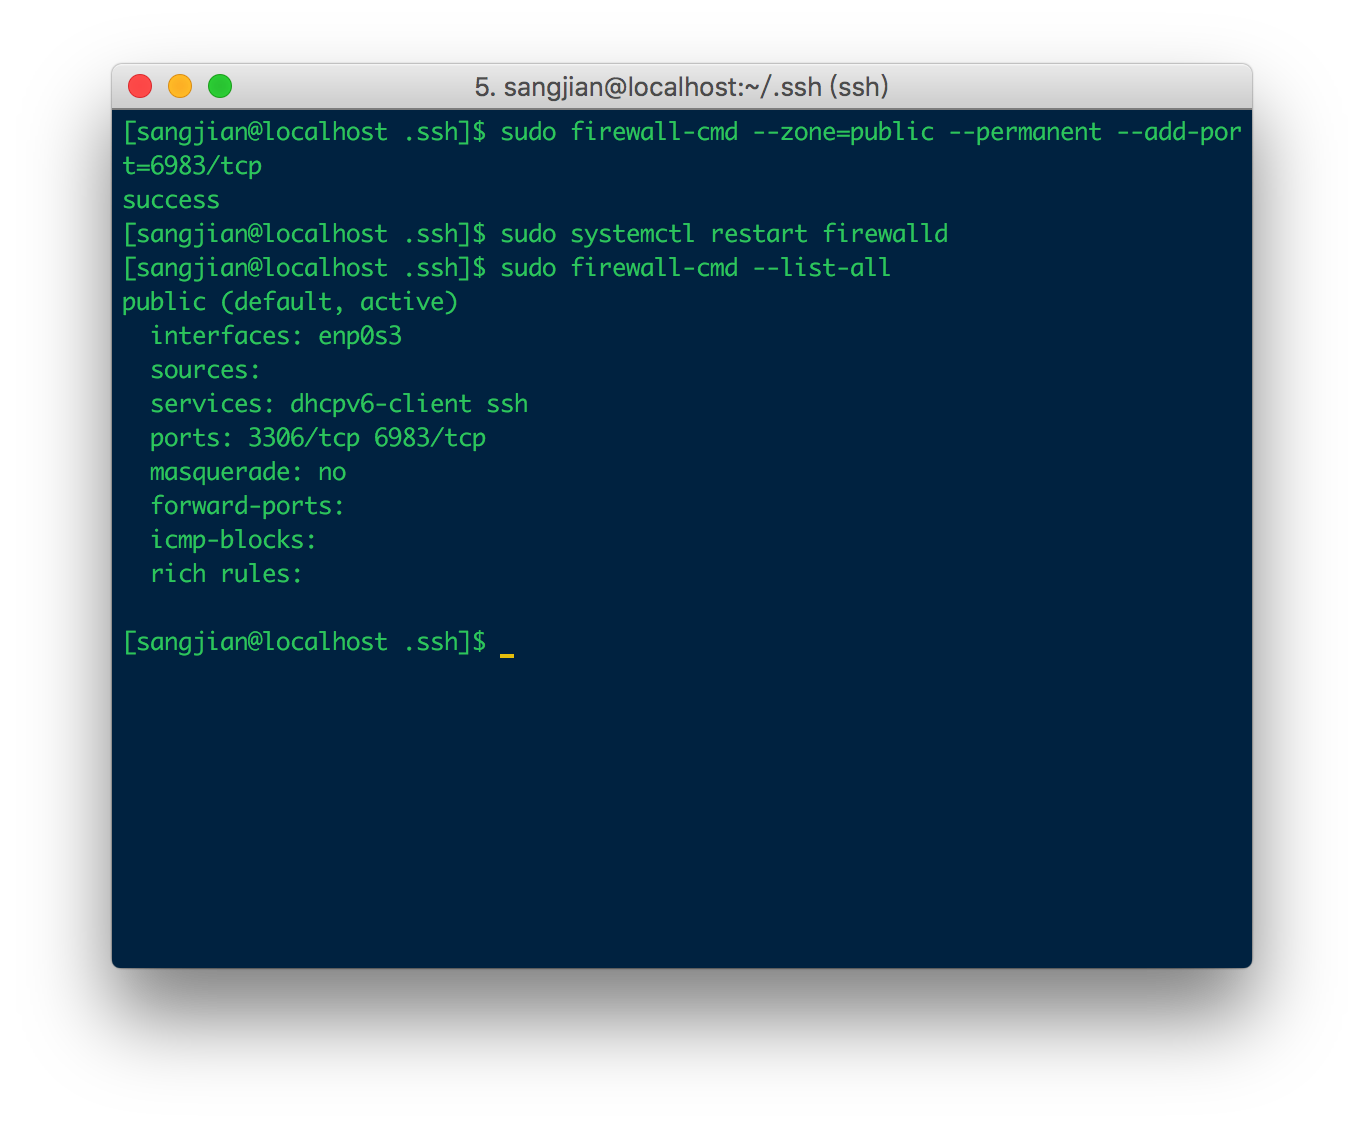 5. sangjian@localhost:~/.ssh (ssh)
[sangjian@localhost .ssh]$ sudo firewall-cmd --zone=public --permanent --add-por
t=6983/tcp
success
[sangjian@localhost .ssh]$ sudo systemctl restart firewalld
[sangjian@localhost .ssh]$ sudo firewall-cmd --list-all
public (default, active)
  interfaces: enp0s3
  sources:
  services: dhcpv6-client ssh
  ports: 3306/tcp 6983/tcp
  masquerade: no
  forward-ports:
  icmp-blocks:
  rich rules:
[sangjian@localhost .ssh]$